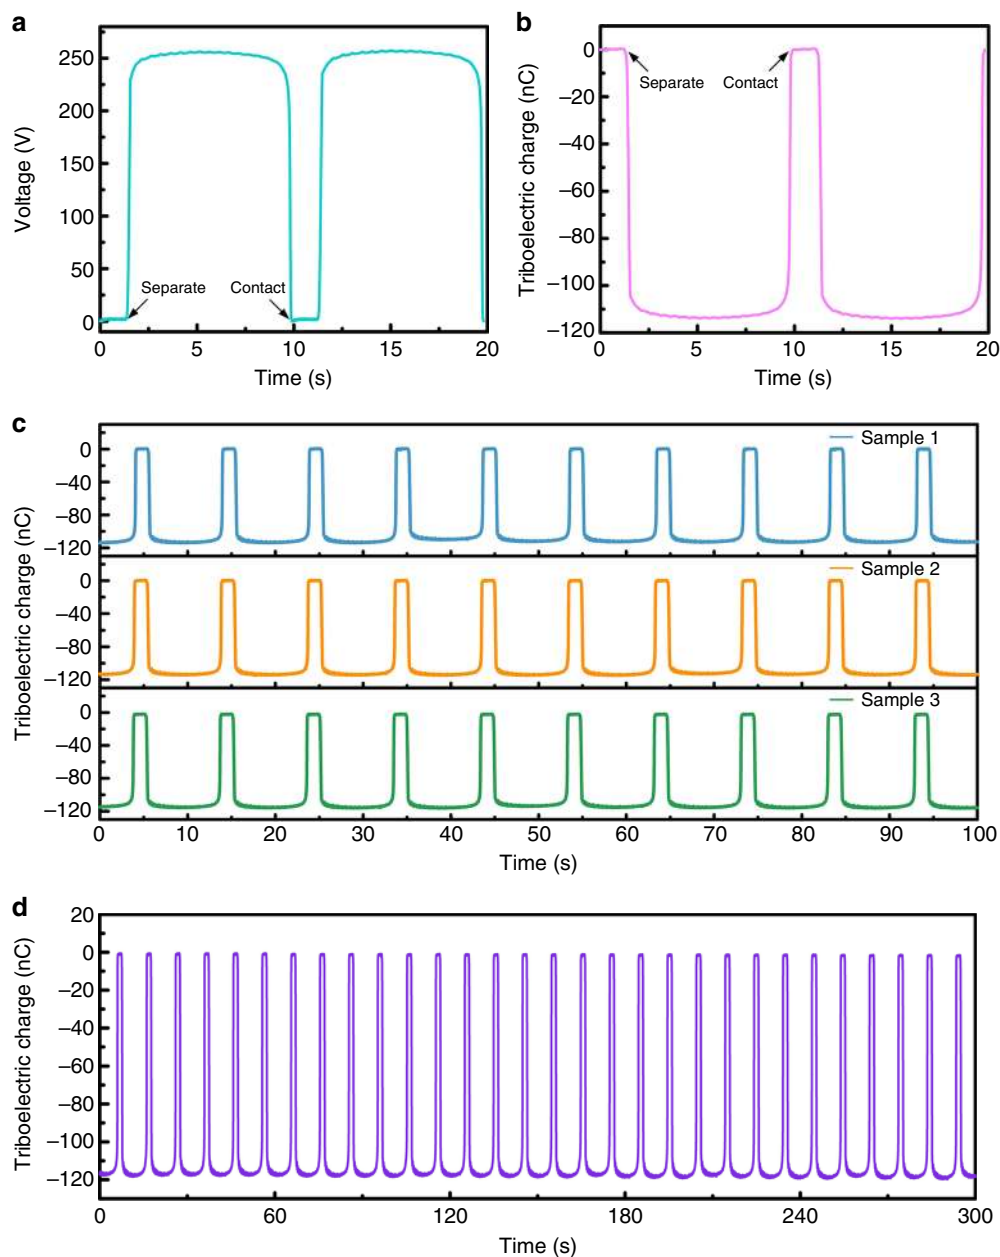 a
250
200
150
100
50
0
Voltage (V)
Separate
Contact
0 5 10 15 20
Time (s)
b
0
−20
−40
−60
−80
−100
−120
Triboelectric charge (nC)
Separate
Contact
0 5 10 15 20
Time (s)
c
Sample 1
0
−40
−80
−120
Sample 2
0
−40
−80
−120
Sample 3
0
−40
−80
−120
Triboelectric charge (nC)
0 10 20 30 40 50 60 70 80 90 100
Time (s)
d
20
0
−20
−40
−60
−80
−100
−120
Triboelectric charge (nC)
0 60 120 180 240 300
Time (s)